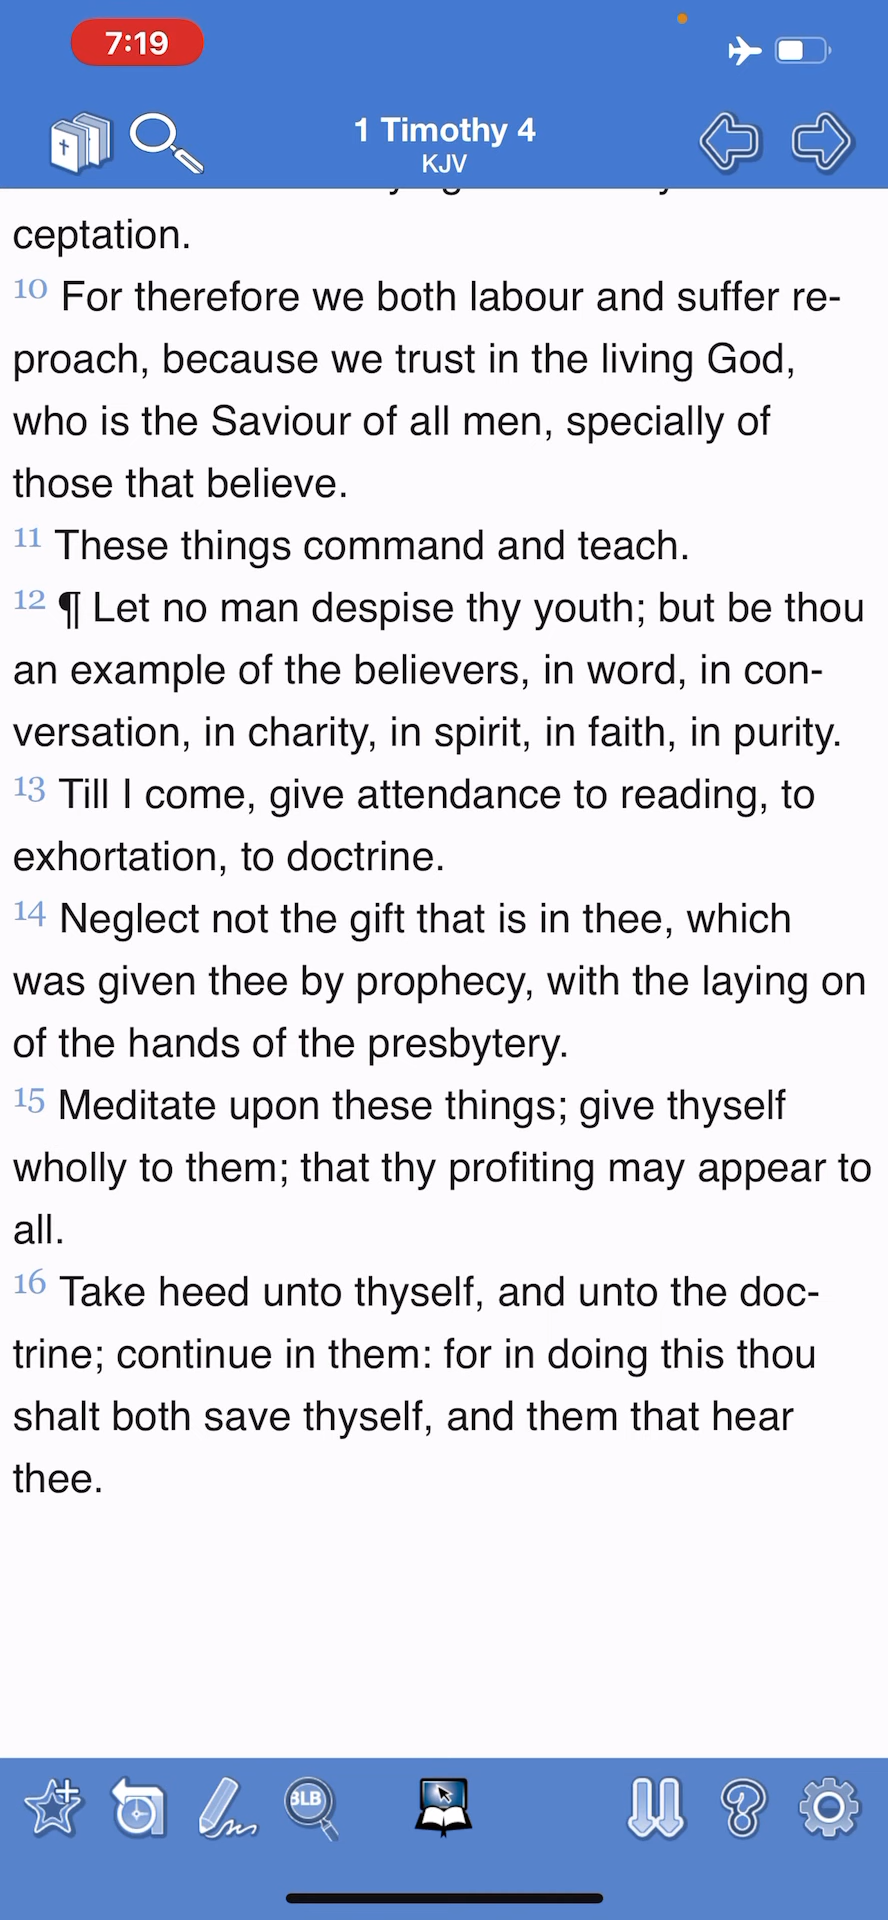 7:19
1 Timothy 4
KJV
ceptation.
10 For therefore we both labour and suffer re-
proach, because we trust in the living God,
who is the Saviour of all men, specially of
those that believe.
11 These things command and teach.
12 ¶ Let no man despise thy youth; but be thou
an example of the believers, in word, in con-
versation, in charity, in spirit, in faith, in purity.
13 Till I come, give attendance to reading, to
exhortation, to doctrine.
14 Neglect not the gift that is in thee, which
was given thee by prophecy, with the laying on
of the hands of the presbytery.
15 Meditate upon these things; give thyself
wholly to them; that thy profiting may appear to
all.
16 Take heed unto thyself, and unto the doc-
trine; continue in them: for in doing this thou
shalt both save thyself, and them that hear
thee.
BLB